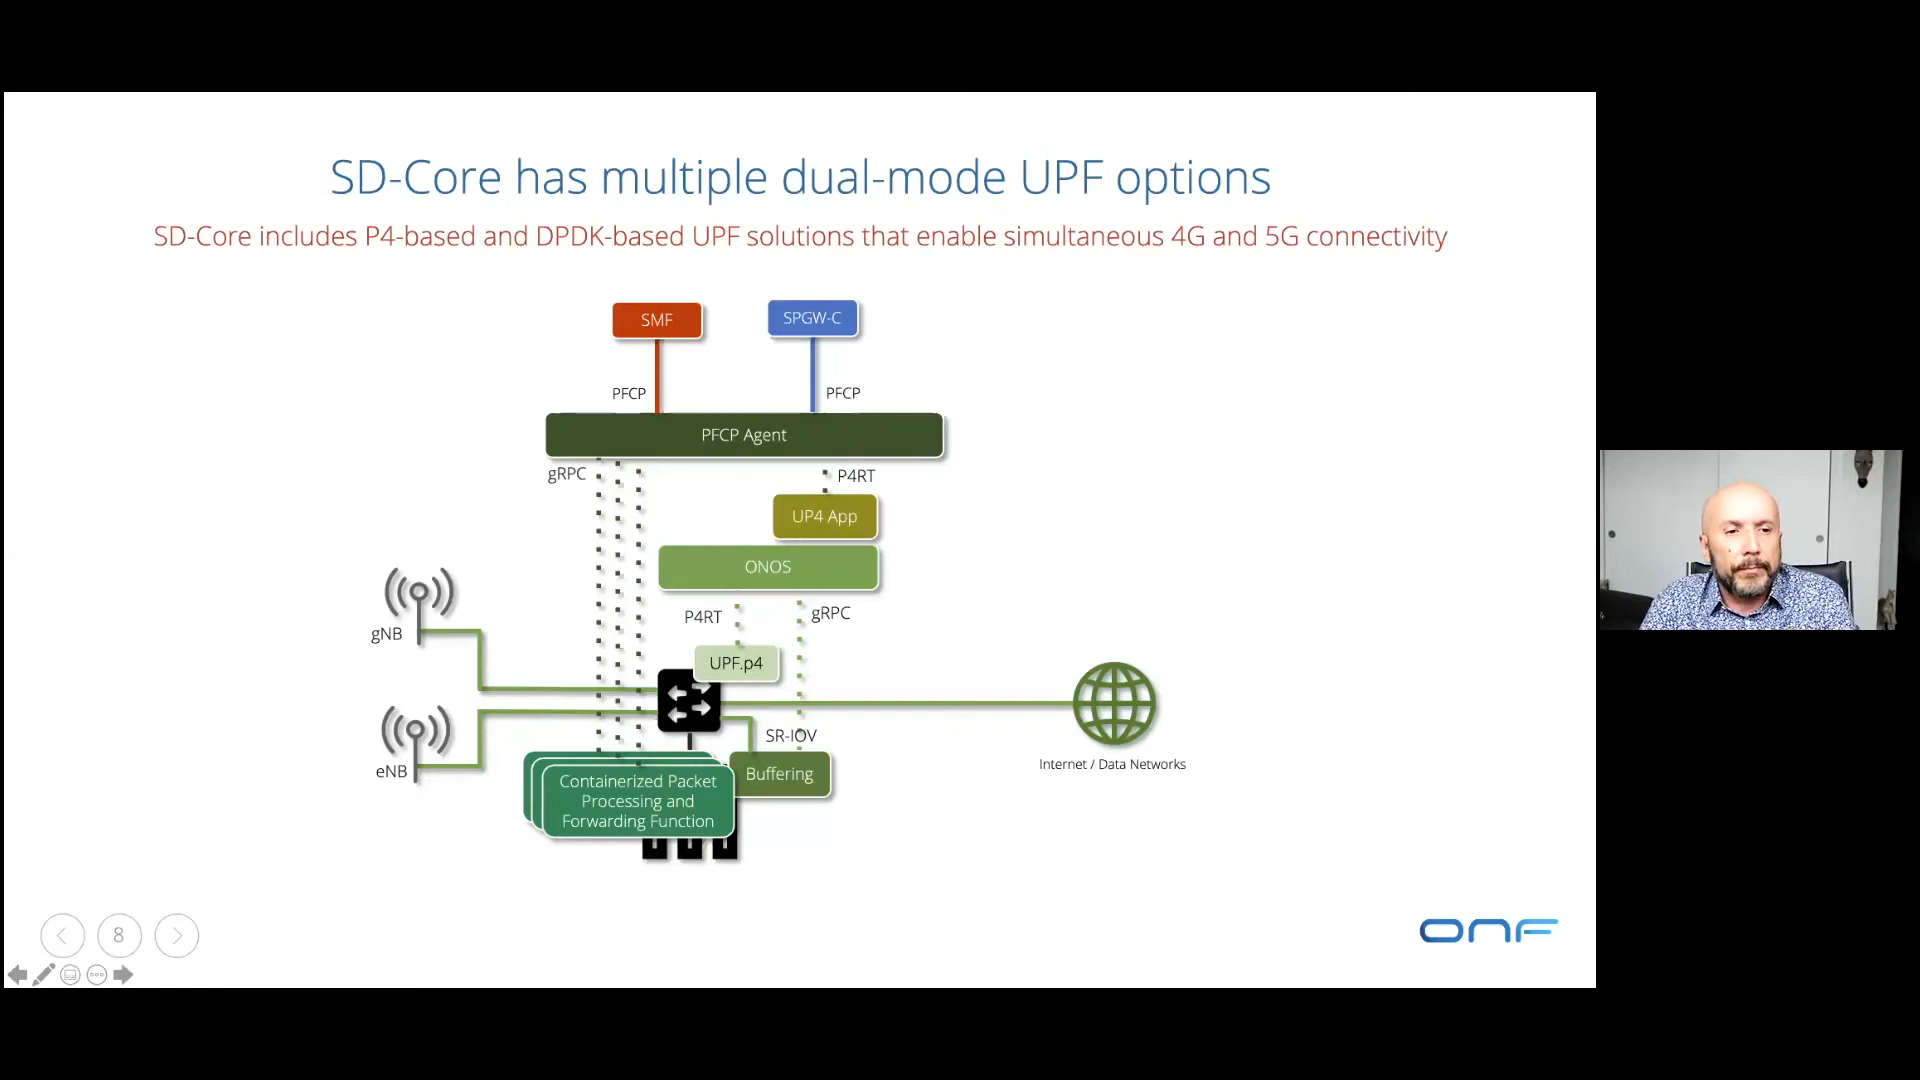 SD-Core has multiple dual-mode UPF options
SD-Core includes P4-based and DPDK-based UPF solutions that enable simultaneous 4G and 5G connectivity
SMF
SPGW-C
PFCP
PFCP
PFCP Agent
gRPC
P4RT
UP4 App
ONOS
P4RT
gRPC
gNB
UPF.p4
SR-IOV
eNB
Internet / Data Networks
Buffering
Containerized Packet
Processing and
Forwarding Function
8
ONF